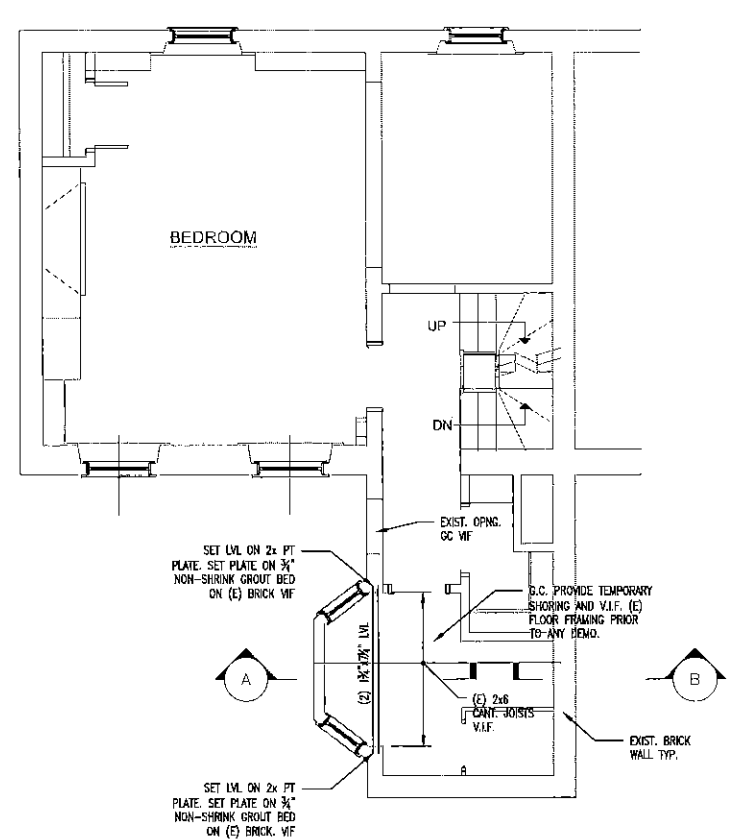 BEDROOM
UP
DN
EXIST. OPNG.
GC VIF
SET LVL ON 2x PT
PLATE. SET PLATE ON ¾"
NON-SHRINK GROUT BED
ON (E) BRICK VIF
G.C. PROVIDE TEMPORARY
SHORING AND V.I.F. (E)
FLOOR FRAMING PRIOR
TO ANY DEMO.
(2) 1¾"x7¼" LVL
A
B
(E) 2x6
CANT. JOISTS
V.I.F.
EXIST. BRICK
WALL TYP.
SET LVL ON 2x PT
PLATE. SET PLATE ON ¾"
NON-SHRINK GROUT BED
ON (E) BRICK. VIF